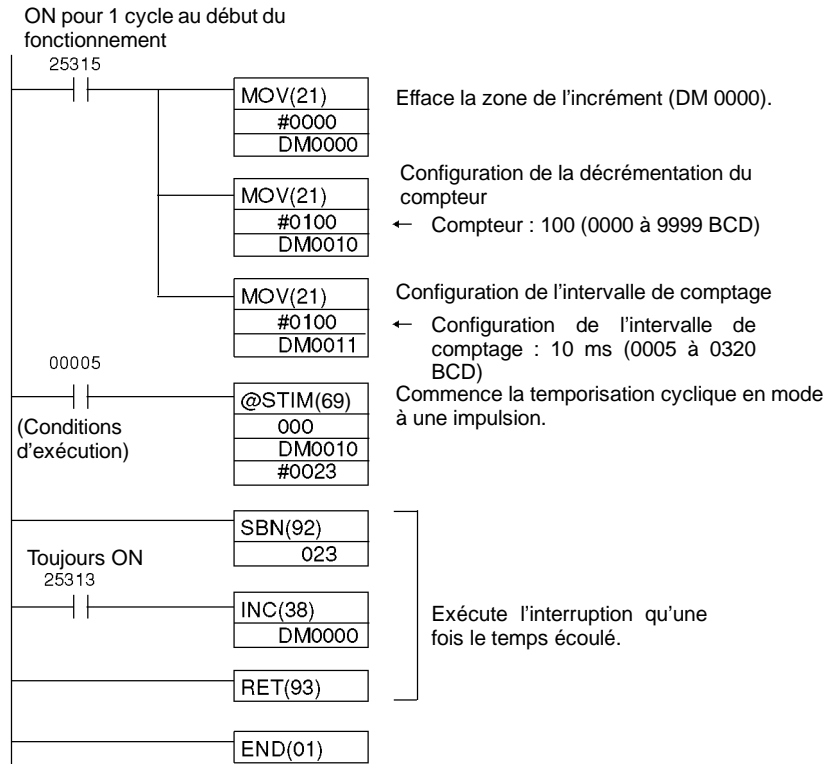 ON pour 1 cycle au début du
fonctionnement
25315
MOV(21)
#0000
DM0000
Efface la zone de l'incrément (DM 0000).
MOV(21)
#0100
DM0010
Configuration de la décrémentation du
compteur
← Compteur : 100 (0000 à 9999 BCD)
MOV(21)
#0100
DM0011
Configuration de l'intervalle de comptage
← Configuration de l'intervalle de
comptage : 10 ms (0005 à 0320
BCD)
00005
(Conditions
d'exécution)
@STIM(69)
000
DM0010
#0023
Commence la temporisation cyclique en mode
à une impulsion.
SBN(92)
023
Toujours ON
25313
INC(38)
DM0000
Exécute l'interruption qu'une
fois le temps écoulé.
RET(93)
END(01)